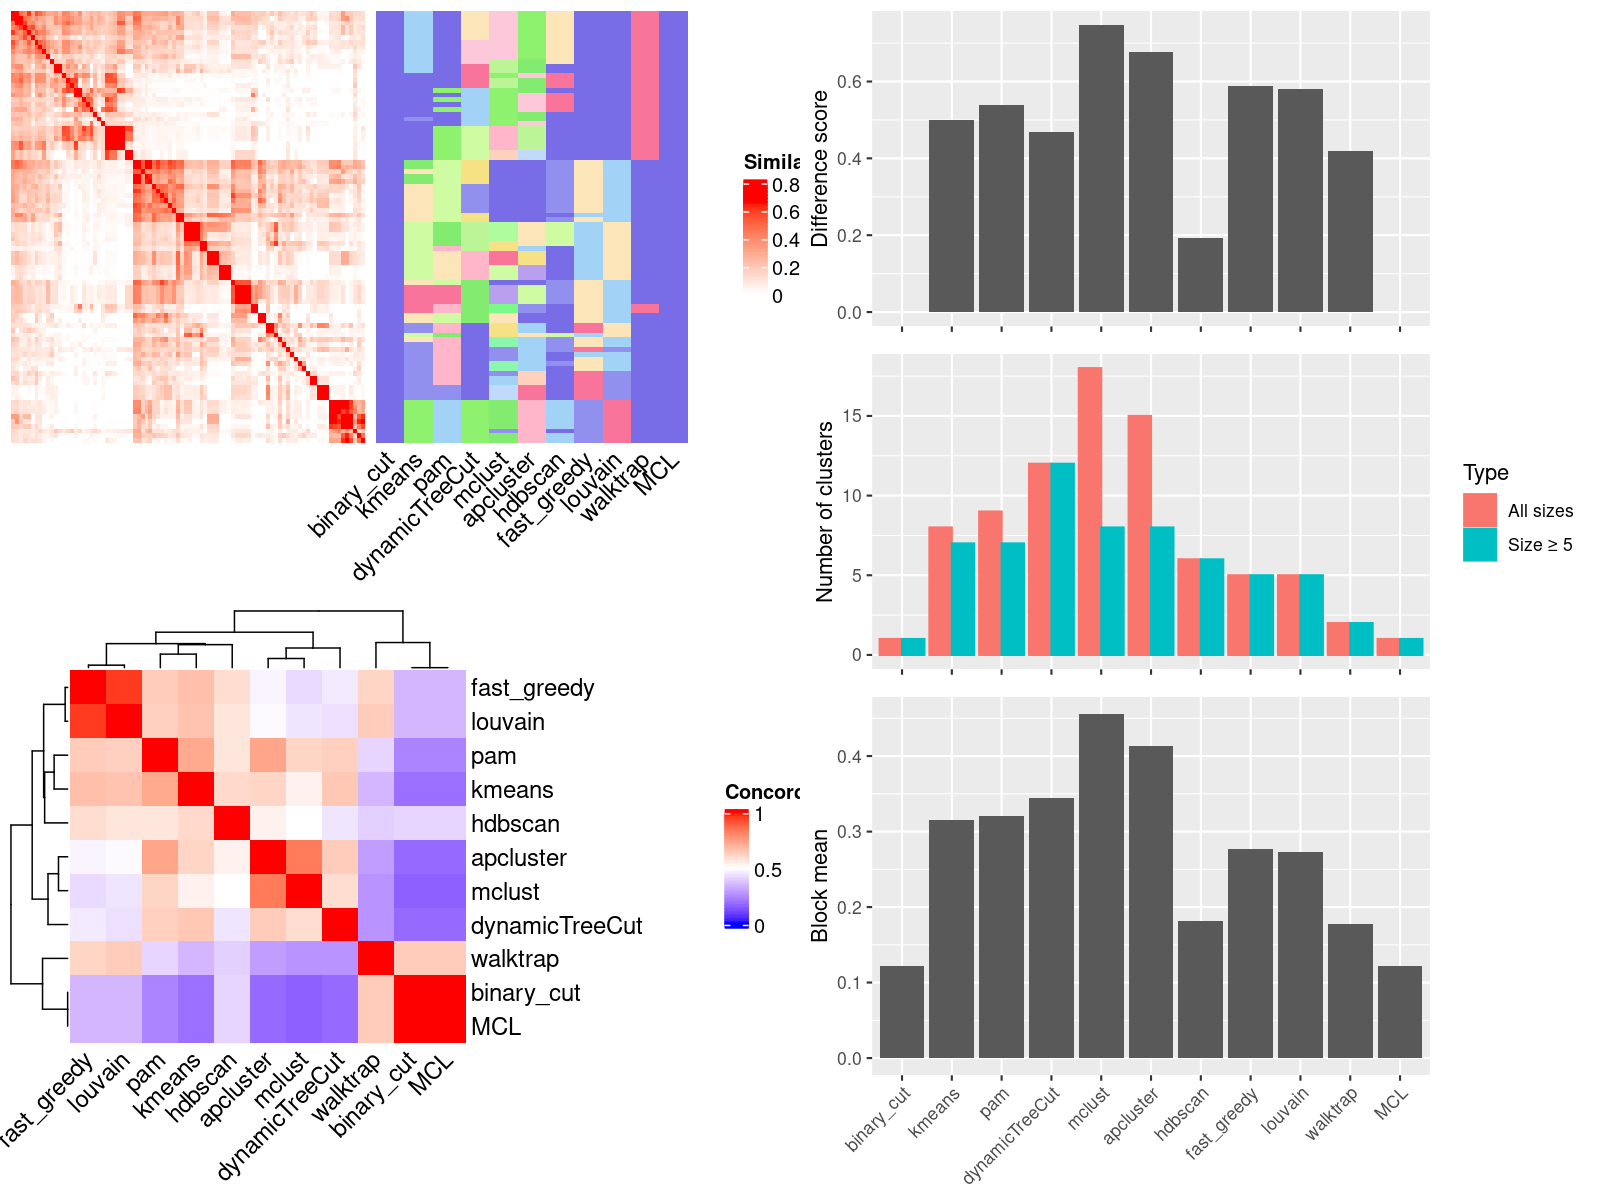 Simila
0.8
0.6
0.4
0.2
0
binary_cut
kmeans
pam
dynamicTreeCut
mclust
apcluster
hdbscan
fast_greedy
louvain
walktrap
MCL
Difference score
0.6
0.4
0.2
0.0
Number of clusters
15
10
5
0
Type
All sizes
Size ≥ 5
fast_greedy
louvain
pam
kmeans
hdbscan
apcluster
mclust
dynamicTreeCut
walktrap
binary_cut
MCL
fast_greedy
louvain
pam
kmeans
hdbscan
apcluster
mclust
dynamicTreeCut
walktrap
binary_cut
MCL
Concord
1
0.5
0
Block mean
0.4
0.3
0.2
0.1
0.0
binary_cut
kmeans
pam
dynamicTreeCut
mclust
apcluster
hdbscan
fast_greedy
louvain
walktrap
MCL